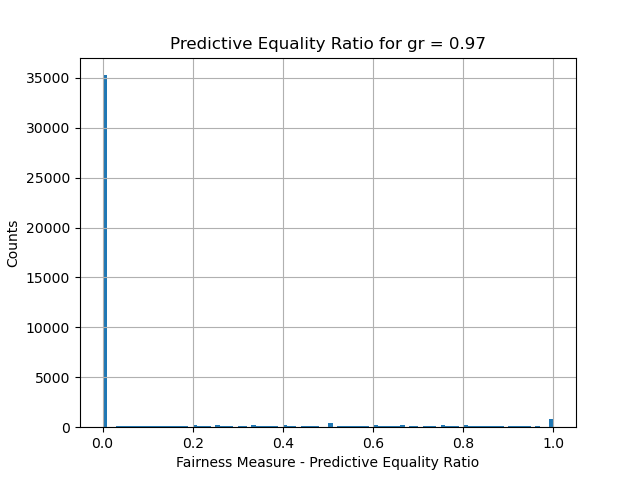 Predictive Equality Ratio for gr = 0.97
35000
30000
25000
20000
15000
10000
5000
0
Counts
0.0 0.2 0.4 0.6 0.8 1.0
Fairness Measure - Predictive Equality Ratio